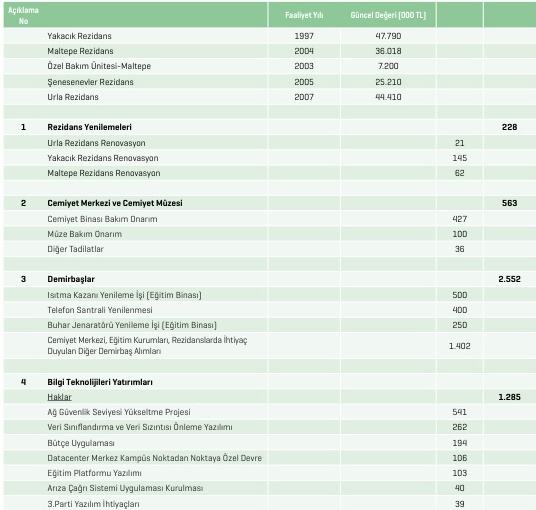 Açıklama No Faaliyet Yılı Güncel Değeri (000 TL)
Yakacık Rezidans 1997 47.790
Maltepe Rezidans 2004 36.018
Özel Bakım Ünitesi-Maltepe 2003 7.200
Şenesenevler Rezidans 2005 25.210
Urla Rezidans 2007 44.410
1 Rezidans Yenilemeleri 228
Urla Rezidans Renovasyon 21
Yakacık Rezidans Renovasyon 145
Maltepe Rezidans Renovasyon 62
2 Cemiyet Merkezi ve Cemiyet Müzesi 563
Cemiyet Binası Bakım Onarım 427
Müze Bakım Onarım 100
Diğer Tadilatlar 36
3 Demirbaşlar 2.552
Isıtma Kazanı Yenileme İşi (Eğitim Binası) 500
Telefon Santrali Yenilenmesi 400
Buhar Jenaratörü Yenileme İşi (Eğitim Binası) 250
Cemiyet Merkezi, Eğitim Kurumları, Rezidanslarda İhtiyaç
Duyulan Diğer Demirbaş Alımları 1.402
4 Bilgi Teknolijileri Yatırımları
Haklar 1.285
Ağ Güvenlik Seviyesi Yükseltme Projesi 541
Veri Sınıflandırma ve Veri Sızıntısı Önleme Yazılımı 262
Bütçe Uygulaması 194
Datacenter Merkez Kampüs Noktadan Noktaya Özel Devre 106
Eğitim Platformu Yazılımı 103
Arıza Çağrı Sistemi Uygulaması Kurulması 40
3.Parti Yazılım İhtiyaçları 39